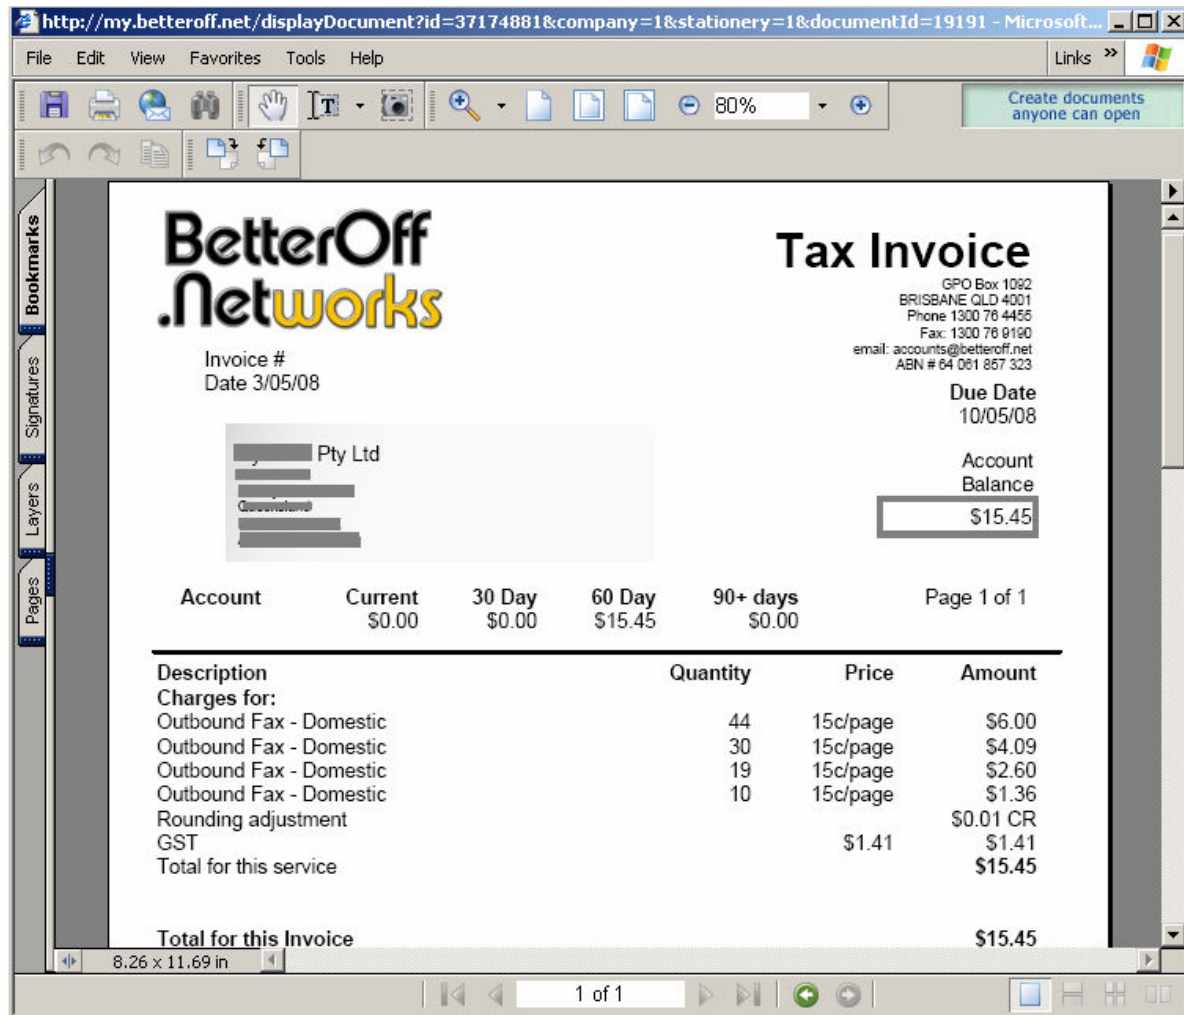 http://my.betteroff.net/displayDocument?id=37174881&company=1&stationery=1&documentId=19191 - Microsoft...
File Edit View Favorites Tools Help Links »
80%
Create documents
anyone can open
Bookmarks
Signatures
Layers
Pages
BetterOff
.Networks
Tax Invoice
GPO Box 1092
BRISBANE QLD 4001
Phone 1300 76 4455
Fax: 1300 76 9190
email: accounts@betteroff.net
ABN # 64 061 857 323
Invoice #
Date 3/05/08
Due Date
10/05/08
Pty Ltd
Account
Balance
$15.45
Account Current 30 Day 60 Day 90+ days Page 1 of 1
$0.00 $0.00 $15.45 $0.00
Description Quantity Price Amount
Charges for:
Outbound Fax - Domestic 44 15c/page $6.00
Outbound Fax - Domestic 30 15c/page $4.09
Outbound Fax - Domestic 19 15c/page $2.60
Outbound Fax - Domestic 10 15c/page $1.36
Rounding adjustment $0.01 CR
GST $1.41 $1.41
Total for this service $15.45
Total for this Invoice $15.45
8.26 x 11.69 in
1 of 1